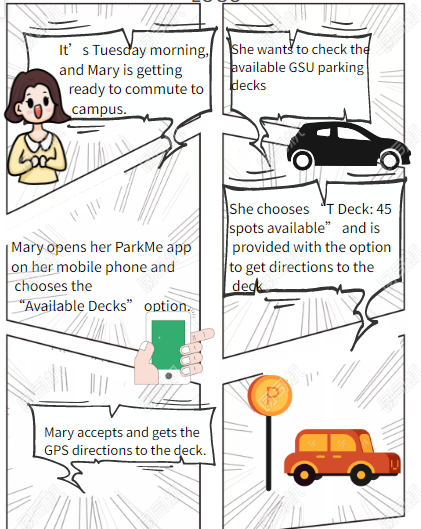 It’s Tuesday morning,
and Mary is getting
ready to commute to
campus.
She wants to check the
available GSU parking
decks
Mary opens her ParkMe app
on her mobile phone and
chooses the
“Available Decks” option.
She chooses “T Deck: 45
spots available” and is
provided with the option
to get directions to the
deck.
Mary accepts and gets the
GPS directions to the deck.
P